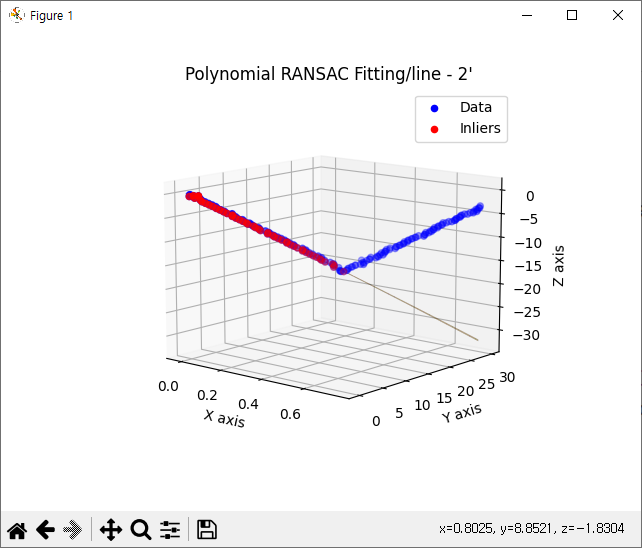 Figure 1
Polynomial RANSAC Fitting/line - 2'
Data
Inliers
0
−5
−10
−15
−20
−25
−30
Z axis
0.0
0.2
0.4
0.6
X axis
0
5
10
15
20
25
30
Y axis
x=0.8025, y=8.8521, z=−1.8304